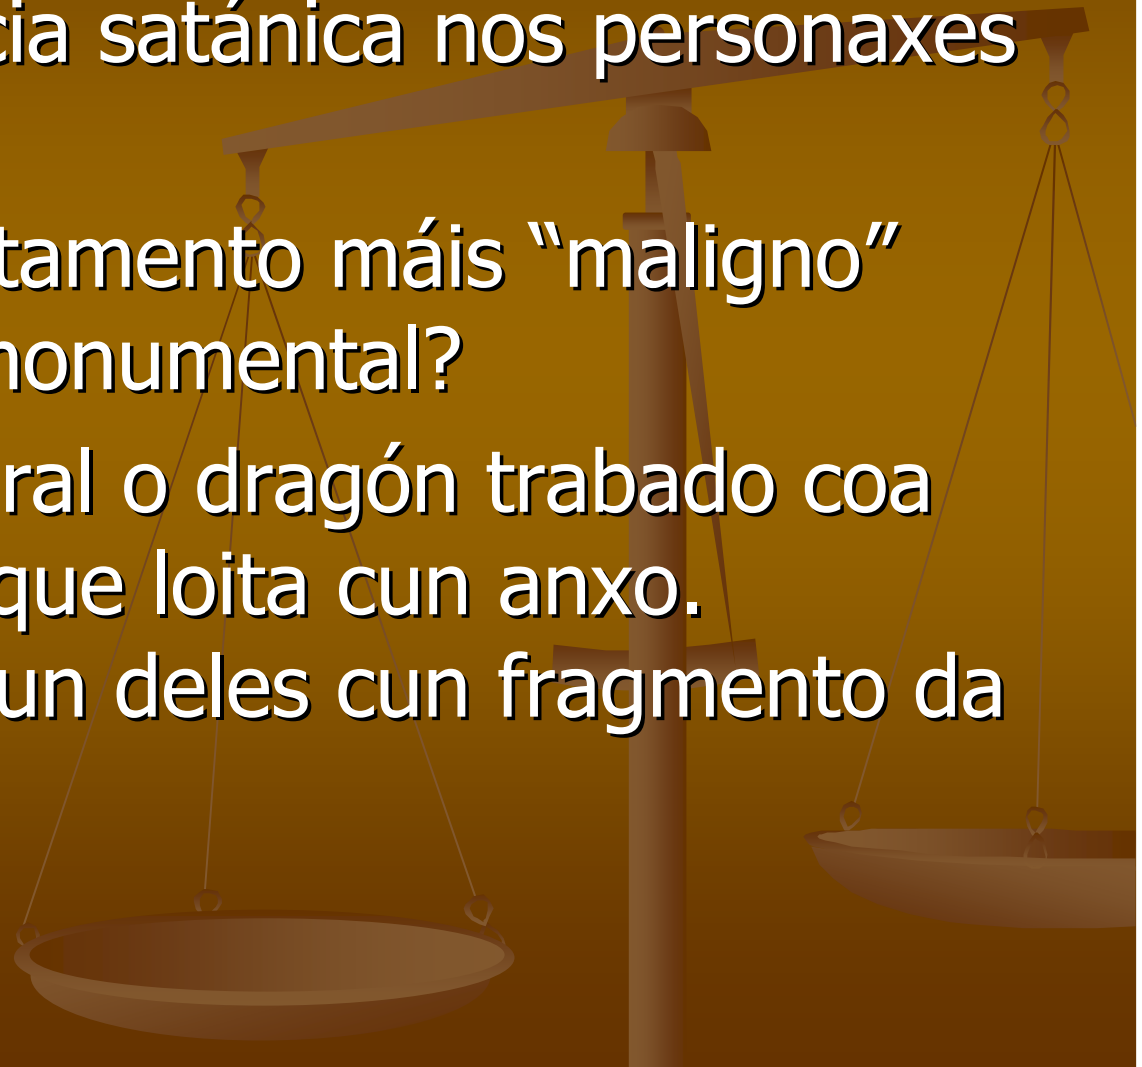 cia satánica nos personaxes
tamento máis “maligno”
monumental?
ral o dragón trabado coa
que loita cun anxo.
un deles cun fragmento da